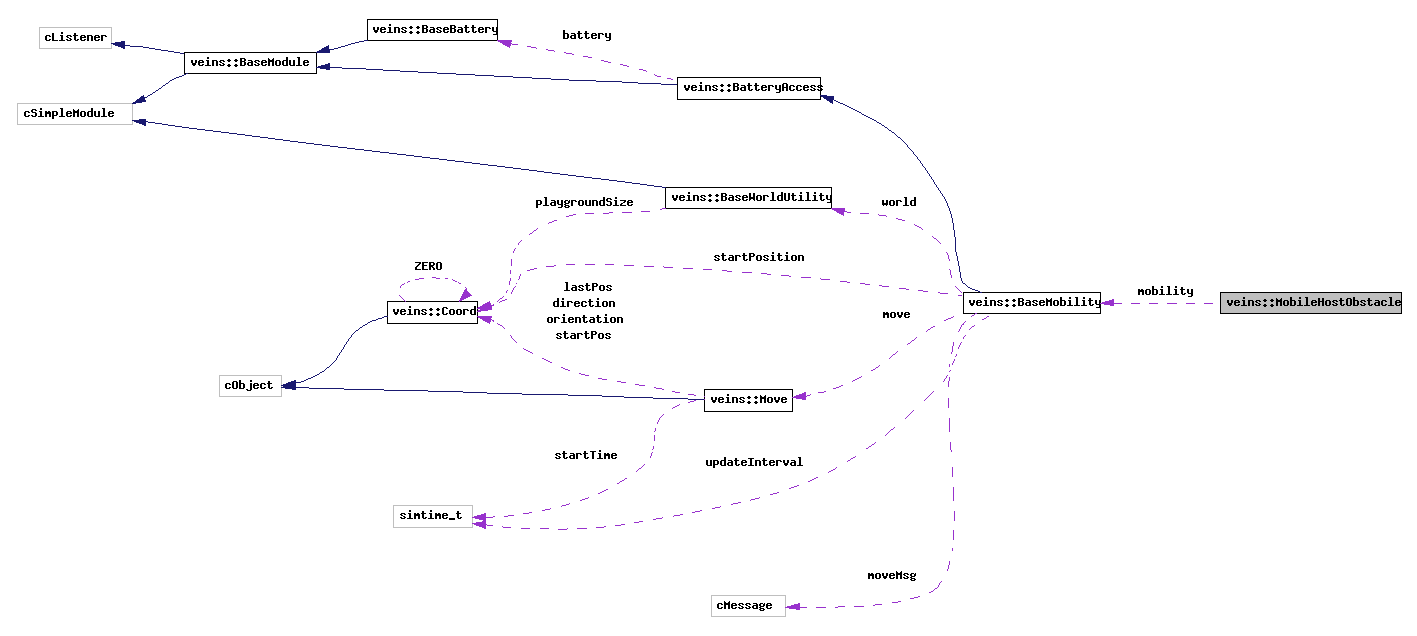 veins::BaseBattery
cListener
battery
veins::BaseModule
veins::BatteryAccess
cSimpleModule
veins::BaseWorldUtility
playgroundSize
world
startPosition
ZERO
lastPos
direction
orientation
startPos
mobility
veins::BaseMobility
veins::MobileHostObstacle
veins::Coord
move
cObject
veins::Move
startTime
updateInterval
simtime_t
moveMsg
cMessage